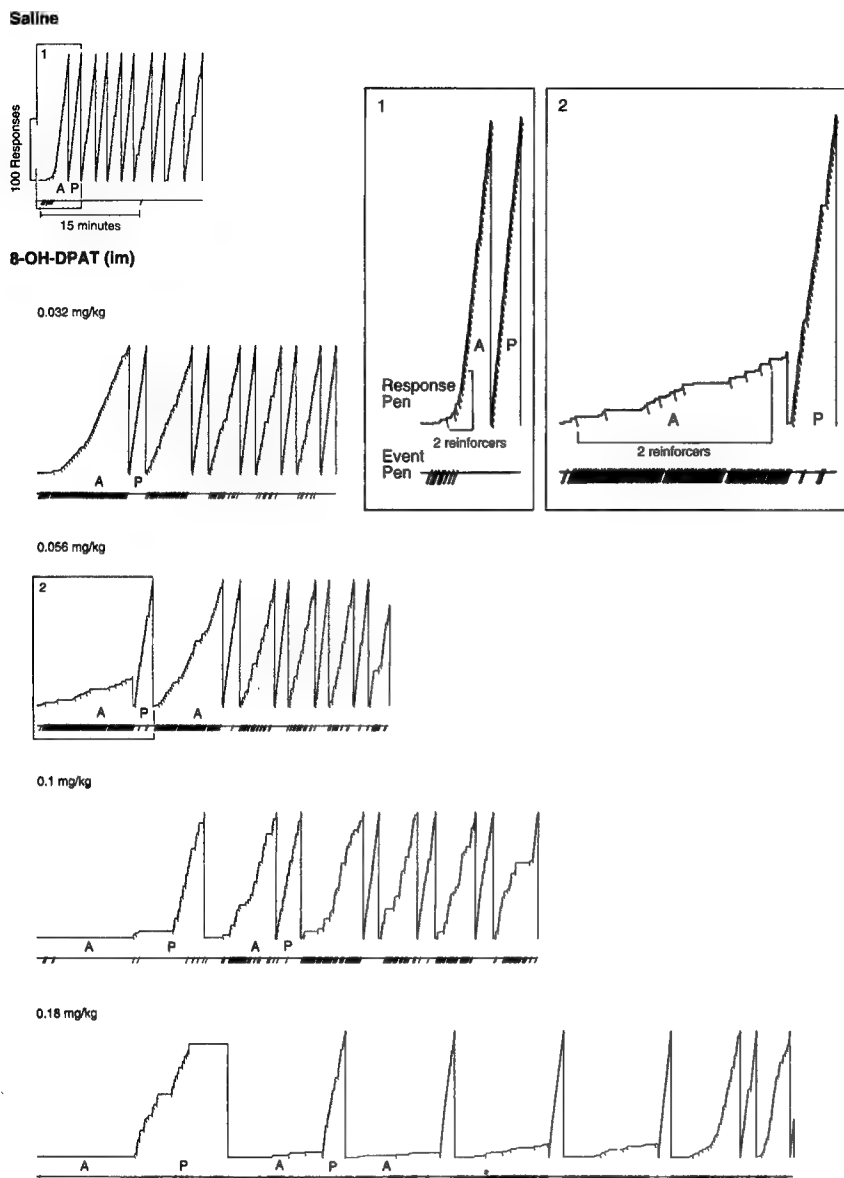 Saline
1
100 Responses
A P
15 minutes
8-OH-DPAT (im)
0.032 mg/kg
A P
0.056 mg/kg
2
A P A
0.1 mg/kg
A P A P
0.18 mg/kg
A P A P A
1
A P
Response
Pen
2 reinforcers
Event
Pen
2
A P
2 reinforcers